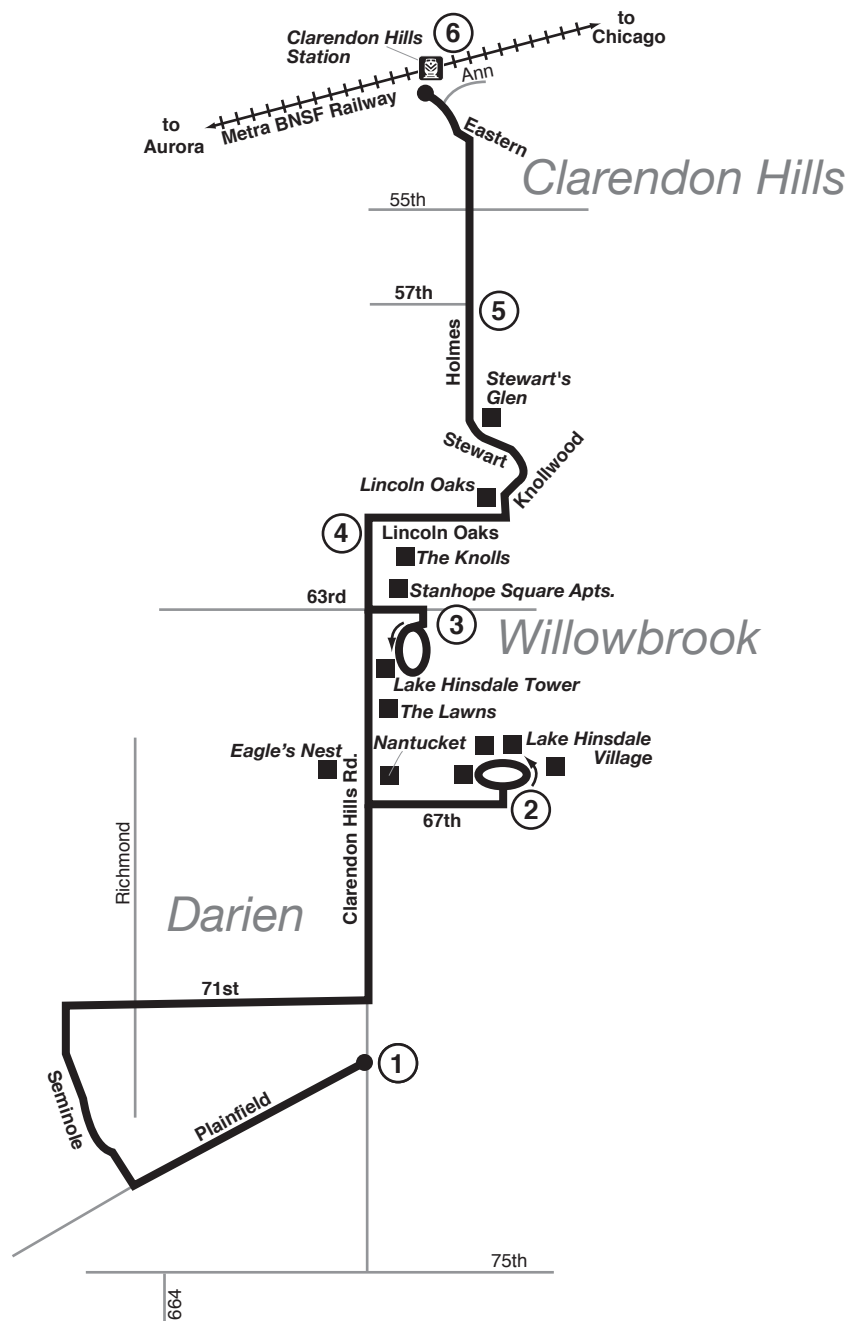 Clarendon Hills
Station
6
to
Chicago
Ann
Metra BNSF Railway
to
Aurora
Eastern
Clarendon Hills
55th
57th
5
Holmes
Stewart's
Glen
Stewart
Knollwood
Lincoln Oaks
4
Lincoln Oaks
The Knolls
Stanhope Square Apts.
63rd
3
Willowbrook
Lake Hinsdale Tower
The Lawns
Eagle’s Nest
Nantucket
Lake Hinsdale
Village
2
67th
Clarendon Hills Rd.
Richmond
Darien
71st
1
Seminole
Plainfield
75th
664